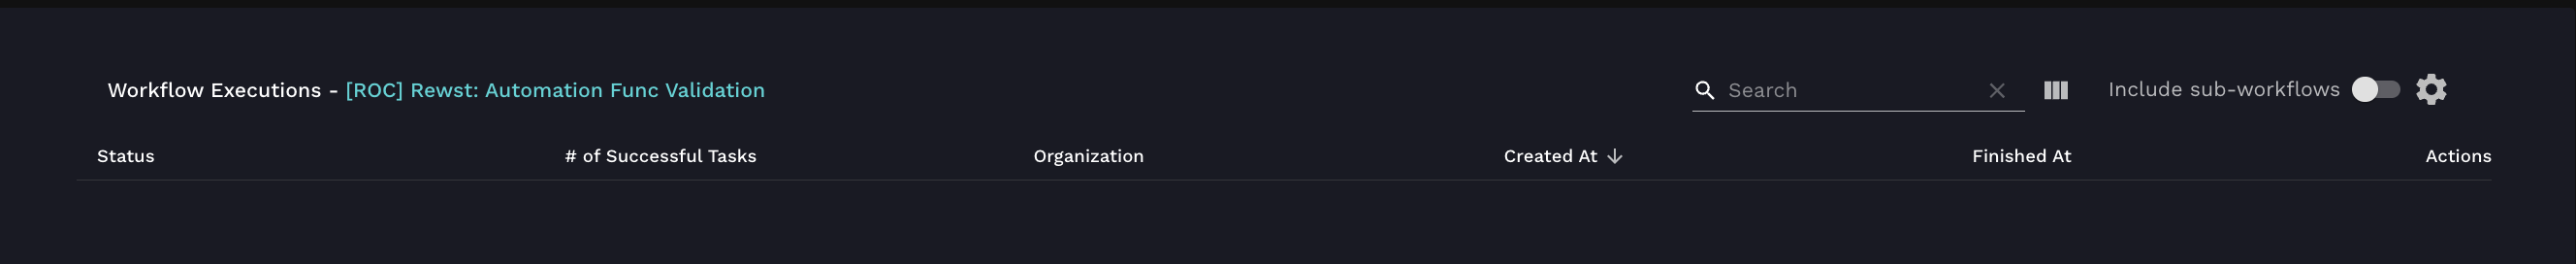 Workflow Executions - [ROC] Rewst: Automation Func Validation
Search
Include sub-workflows
Status # of Successful Tasks Organization Created At Finished At Actions